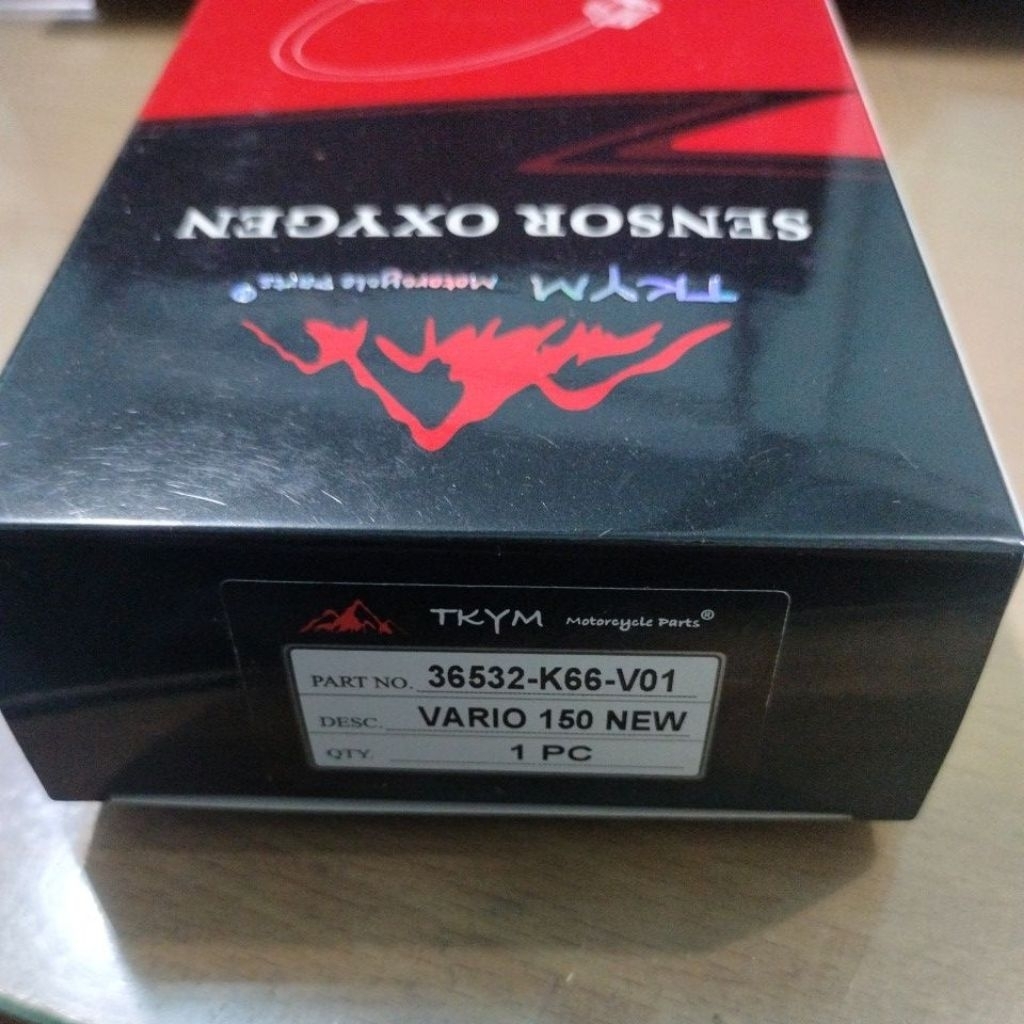 SENSOR OXYGEN
TKYM Motorcycle Parts®
TKYM Motorcycle Parts®
PART NO. 36532-K66-V01
DESC. VARIO 150 NEW
QTY. 1 PC